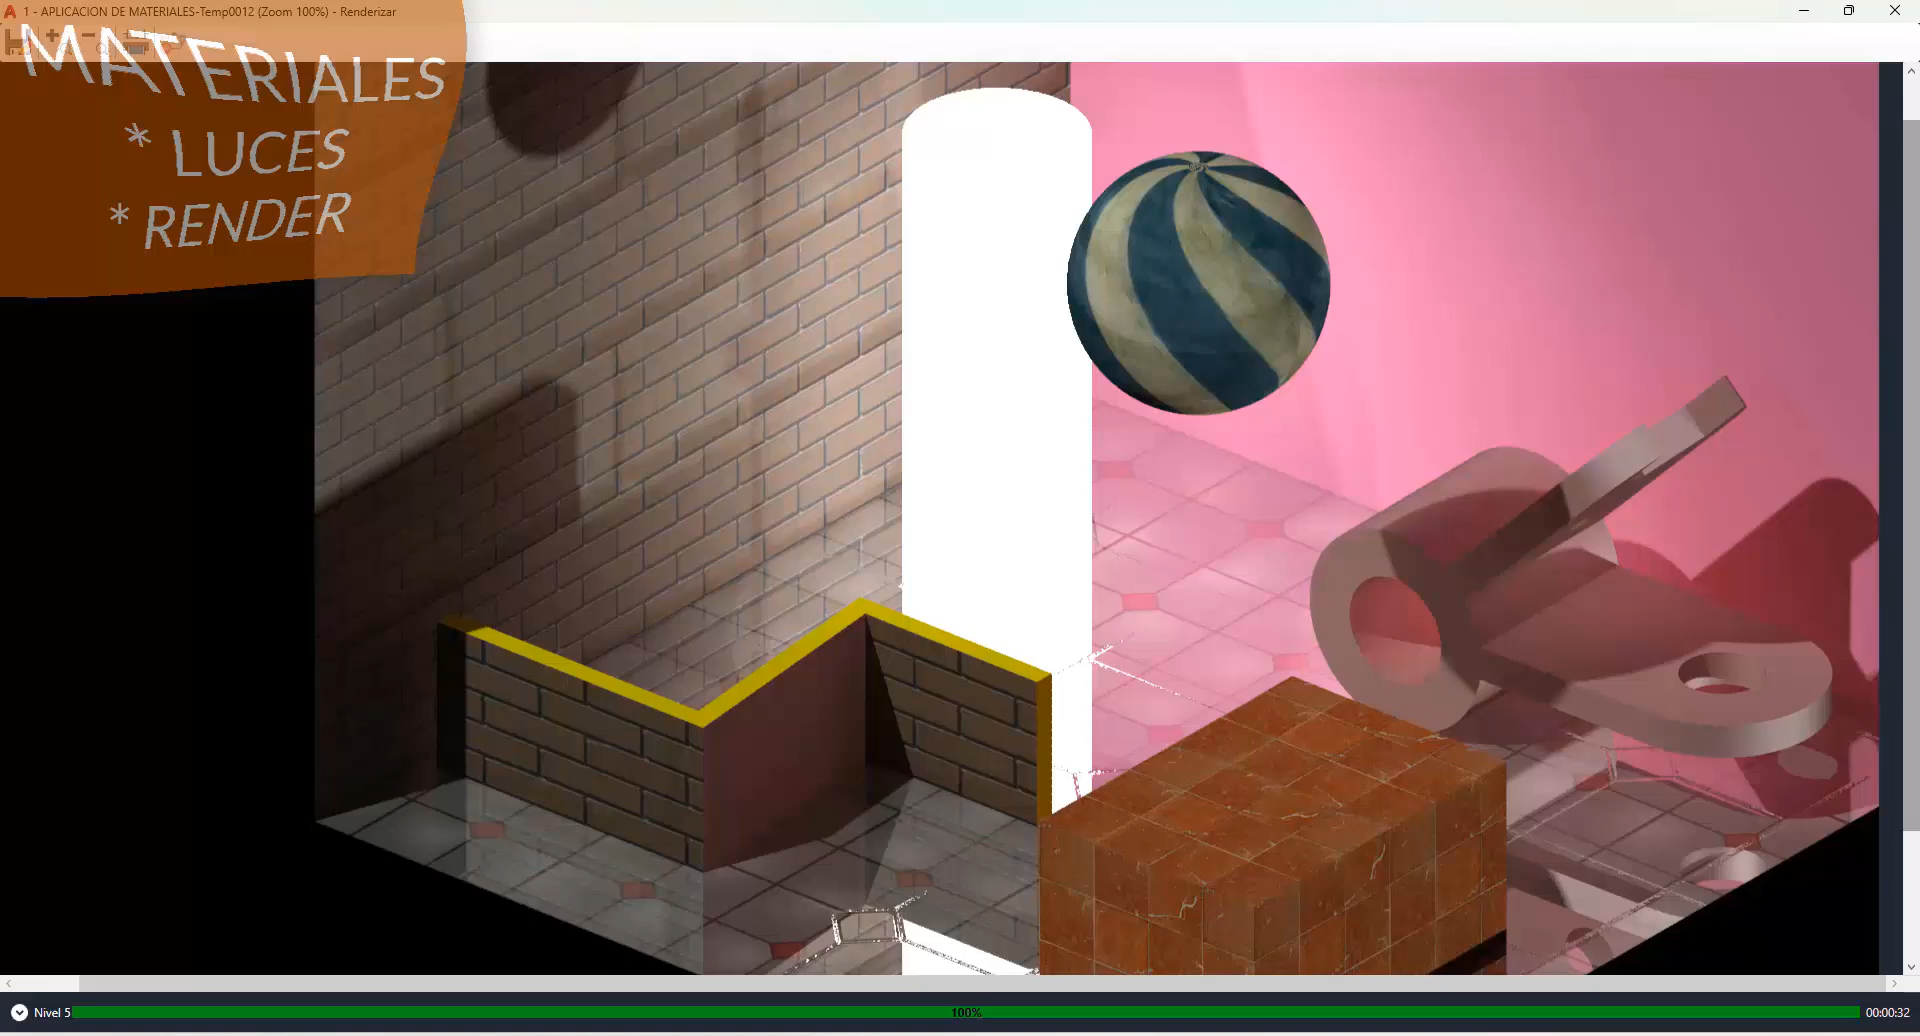 1 - APLICACION DE MATERIALES-Temp0012 (Zoom 100%) - Renderizar
MATERIALES
* LUCES
* RENDER
Nivel 5
100%
00:00:32